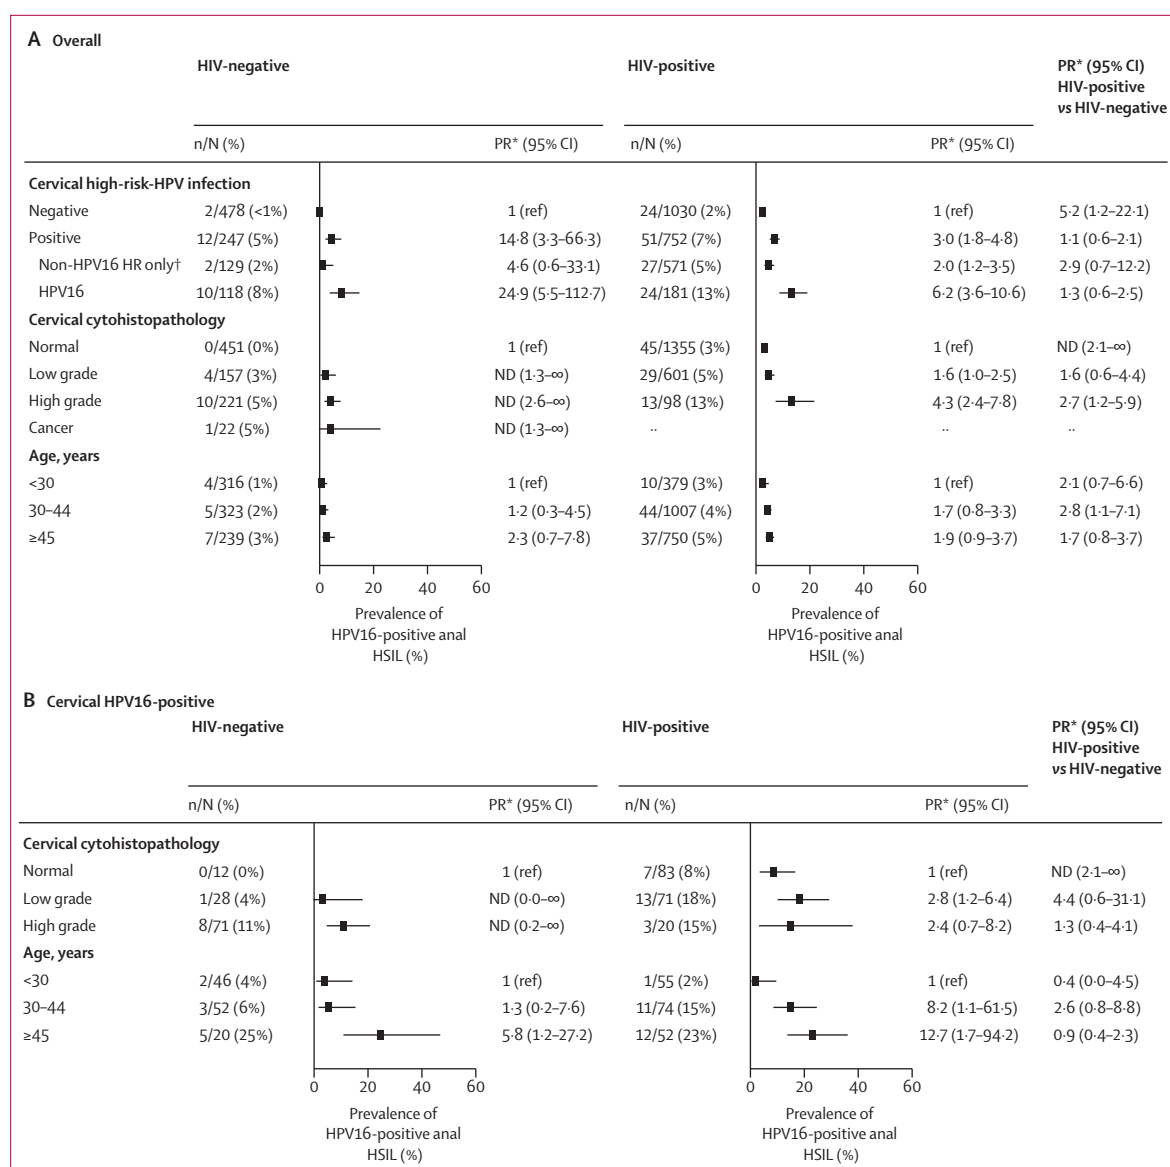 A Overall
HIV-negative HIV-positive PR* (95% CI)
HIV-positive
vs HIV-negative
n/N (%) PR* (95% CI) n/N (%) PR* (95% CI)
Cervical high-risk-HPV infection
Negative 2/478 (<1%) 1 (ref) 24/1030 (2%) 1 (ref) 5·2 (1·2–22·1)
Positive 12/247 (5%) 14·8 (3·3–66·3) 51/752 (7%) 3·0 (1·8–4·8) 1·1 (0·6–2·1)
Non-HPV16 HR only† 2/129 (2%) 4·6 (0·6–33·1) 27/571 (5%) 2·0 (1·2–3·5) 2·9 (0·7–12·2)
HPV16 10/118 (8%) 24·9 (5·5–112·7) 24/181 (13%) 6·2 (3·6–10·6) 1·3 (0·6–2·5)
Cervical cytohistopathology
Normal 0/451 (0%) 1 (ref) 45/1355 (3%) 1 (ref) ND (2·1–∞)
Low grade 4/157 (3%) ND (1·3–∞) 29/601 (5%) 1·6 (1·0–2·5) 1·6 (0·6–4·4)
High grade 10/221 (5%) ND (2·6–∞) 13/98 (13%) 4·3 (2·4–7·8) 2·7 (1·2–5·9)
Cancer 1/22 (5%) ND (1·3–∞) ·· ·· ··
Age, years
<30 4/316 (1%) 1 (ref) 10/379 (3%) 1 (ref) 2·1 (0·7–6·6)
30–44 5/323 (2%) 1·2 (0·3–4·5) 44/1007 (4%) 1·7 (0·8–3·3) 2·8 (1·1–7·1)
≥45 7/239 (3%) 2·3 (0·7–7·8) 37/750 (5%) 1·9 (0·9–3·7) 1·7 (0·8–3·7)
0 20 40 60 0 20 40 60
Prevalence of Prevalence of
HPV16-positive anal HPV16-positive anal
HSIL (%) HSIL (%)
B Cervical HPV16-positive
HIV-negative HIV-positive PR* (95% CI)
HIV-positive
vs HIV-negative
n/N (%) PR* (95% CI) n/N (%) PR* (95% CI)
Cervical cytohistopathology
Normal 0/12 (0%) 1 (ref) 7/83 (8%) 1 (ref) ND (2·1–∞)
Low grade 1/28 (4%) ND (0·0–∞) 13/71 (18%) 2·8 (1·2–6·4) 4·4 (0·6–31·1)
High grade 8/71 (11%) ND (0·2–∞) 3/20 (15%) 2·4 (0·7–8·2) 1·3 (0·4–4·1)
Age, years
<30 2/46 (4%) 1 (ref) 1/55 (2%) 1 (ref) 0·4 (0·0–4·5)
30–44 3/52 (6%) 1·3 (0·2–7·6) 11/74 (15%) 8·2 (1·1–61·5) 2·6 (0·8–8·8)
≥45 5/20 (25%) 5·8 (1·2–27·2) 12/52 (23%) 12·7 (1·7–94·2) 0·9 (0·4–2·3)
0 20 40 60 0 20 40 60
Prevalence of Prevalence of
HPV16-positive anal HPV16-positive anal
HSIL (%) HSIL (%)